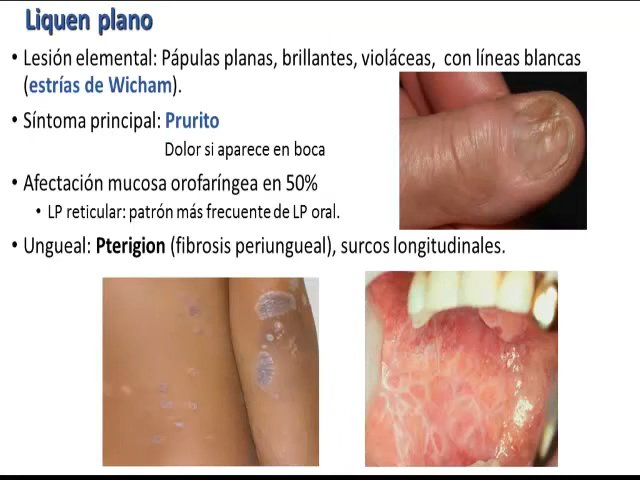 Liquen plano
• Lesión elemental: Pápulas planas, brillantes, violáceas, con líneas blancas
(estrías de Wicham).
• Síntoma principal: Prurito
Dolor si aparece en boca
• Afectación mucosa orofaríngea en 50%
• LP reticular: patrón más frecuente de LP oral.
• Ungueal: Pterigion (fibrosis periungueal), surcos longitudinales.